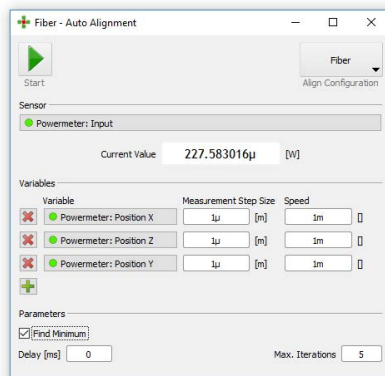 Fiber - Auto Alignment
Start
Fiber
Align Configuration
Sensor
Powermeter: Input
Current Value 227.583016µ [W]
Variables
Variable Measurement Step Size Speed
Powermeter: Position X 1µ [m] 1m []
Powermeter: Position Z 1µ [m] 1m []
Powermeter: Position Y 1µ [m] 1m []
Parameters
Find Minimum
Delay [ms] 0 Max. Iterations 5